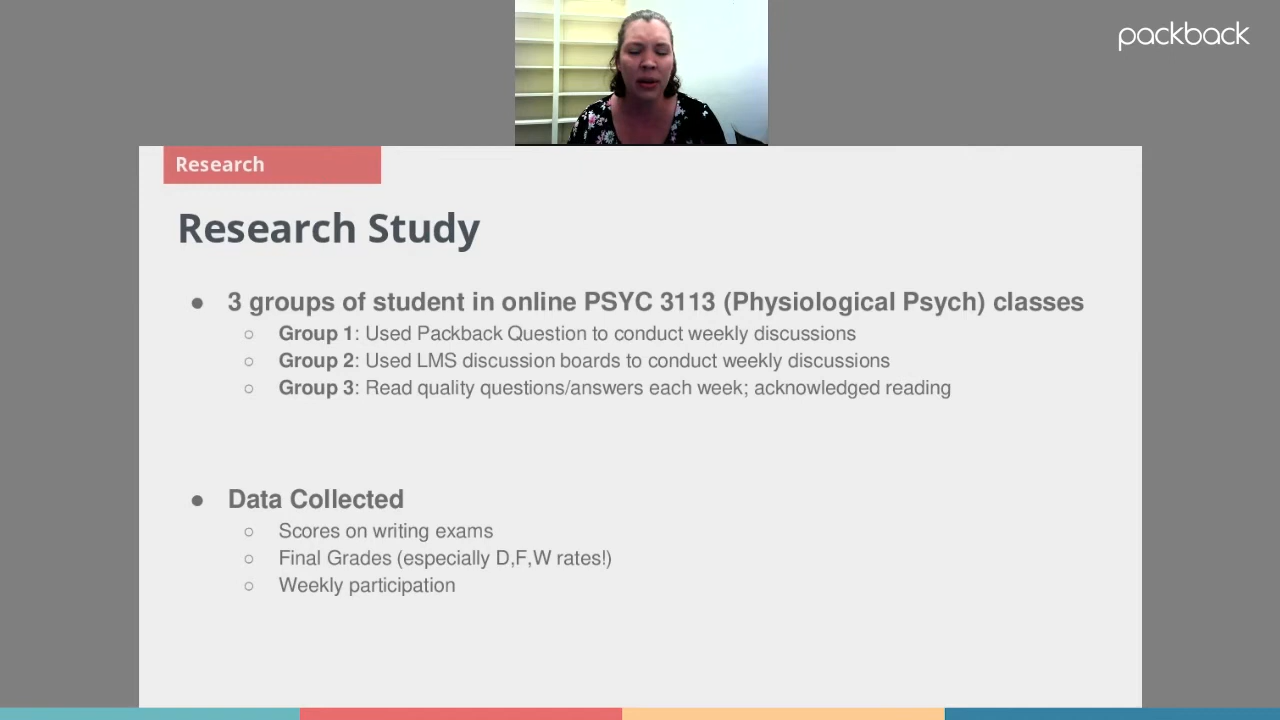 packback
Research
Research Study
● 3 groups of student in online PSYC 3113 (Physiological Psych) classes
○ Group 1: Used Packback Question to conduct weekly discussions
○ Group 2: Used LMS discussion boards to conduct weekly discussions
○ Group 3: Read quality questions/answers each week; acknowledged reading
● Data Collected
○ Scores on writing exams
○ Final Grades (especially D,F,W rates!)
○ Weekly participation